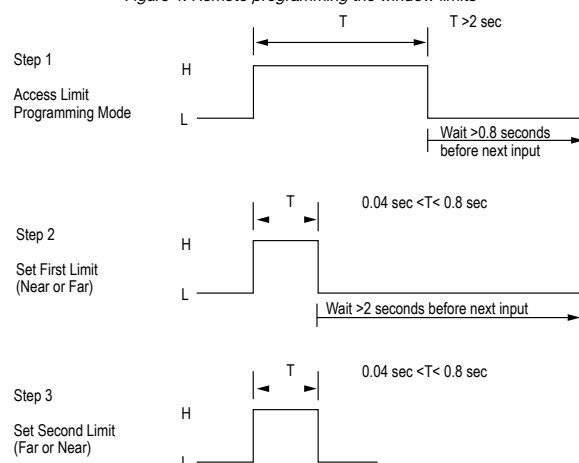 Figure 4. Remote programming the window limits
T T >2 sec
Step 1
H
Access Limit
Programming Mode
L
Wait >0.8 seconds
before next input
T 0.04 sec <T< 0.8 sec
Step 2
H
Set First Limit
(Near or Far)
L
Wait >2 seconds before next input
T 0.04 sec <T< 0.8 sec
Step 3
H
Set Second Limit
(Far or Near)
L